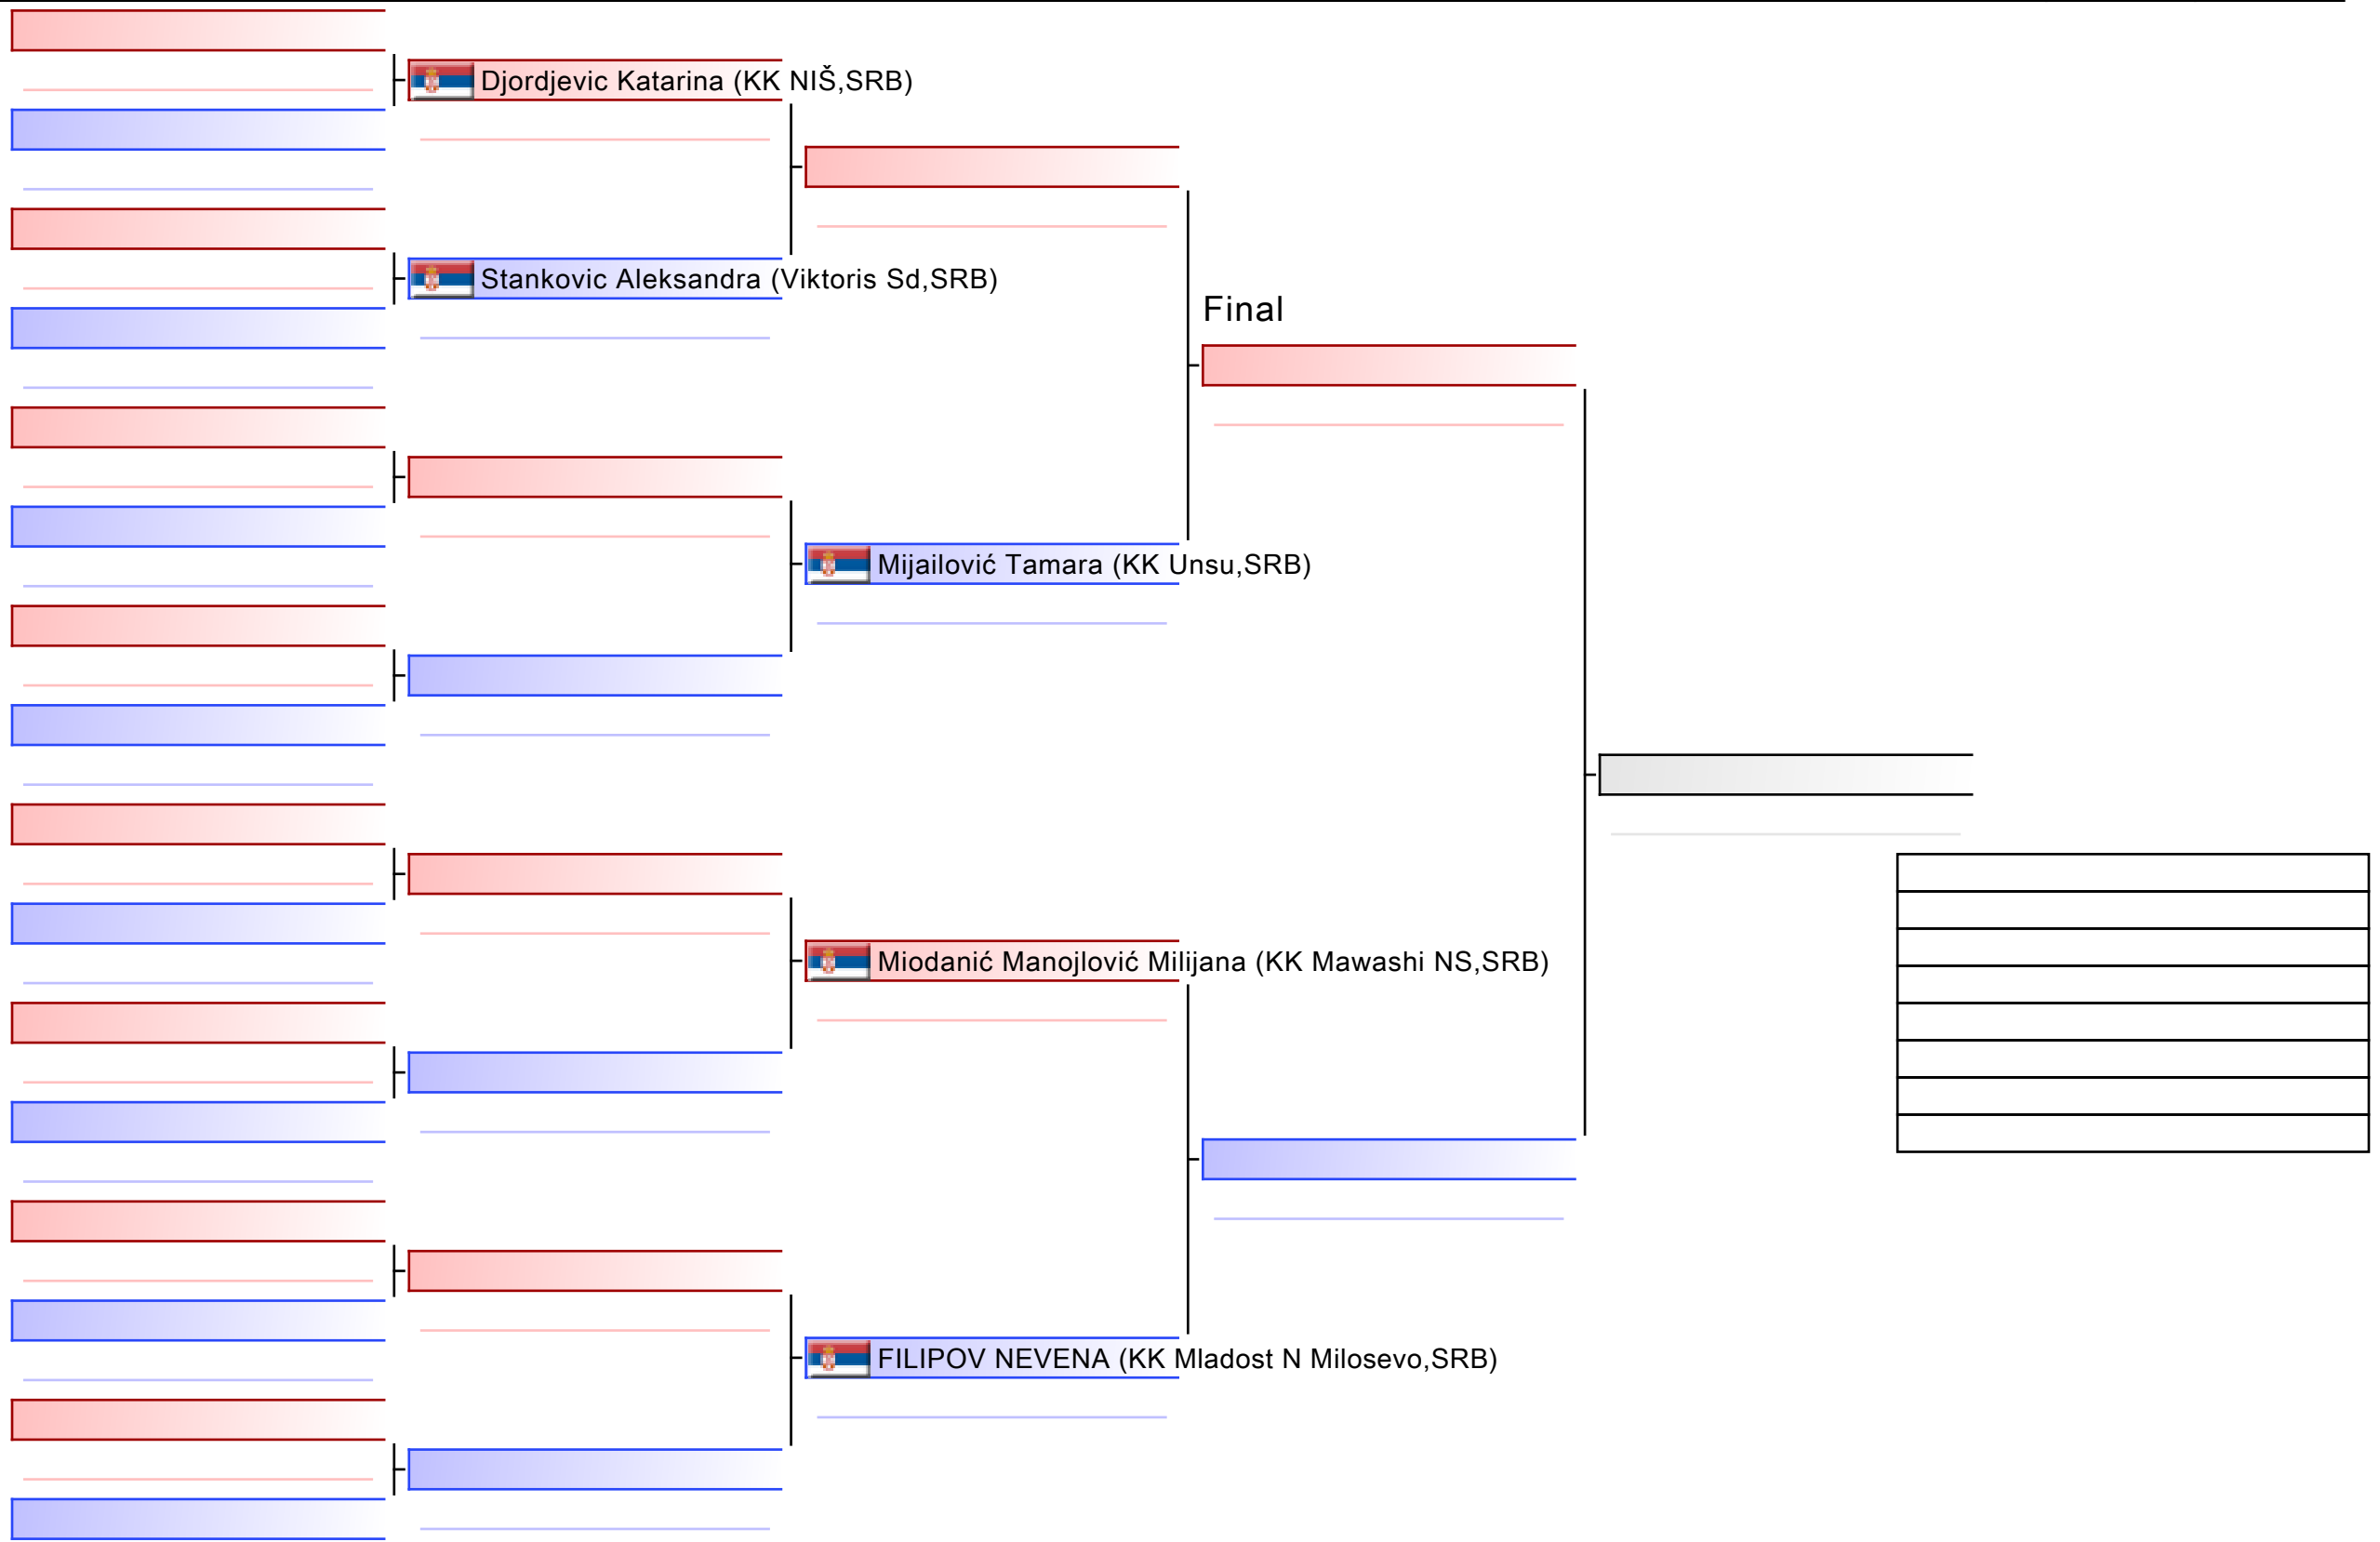 Djordjevic Katarina (KK NIŠ,SRB)
Stankovic Aleksandra (Viktoris Sd,SRB)
Final
Mijailović Tamara (KK Unsu,SRB)
Miodanić Manojlović Milijana (KK Mawashi NS,SRB)
FILIPOV NEVENA (KK Mladost N Milosevo,SRB)